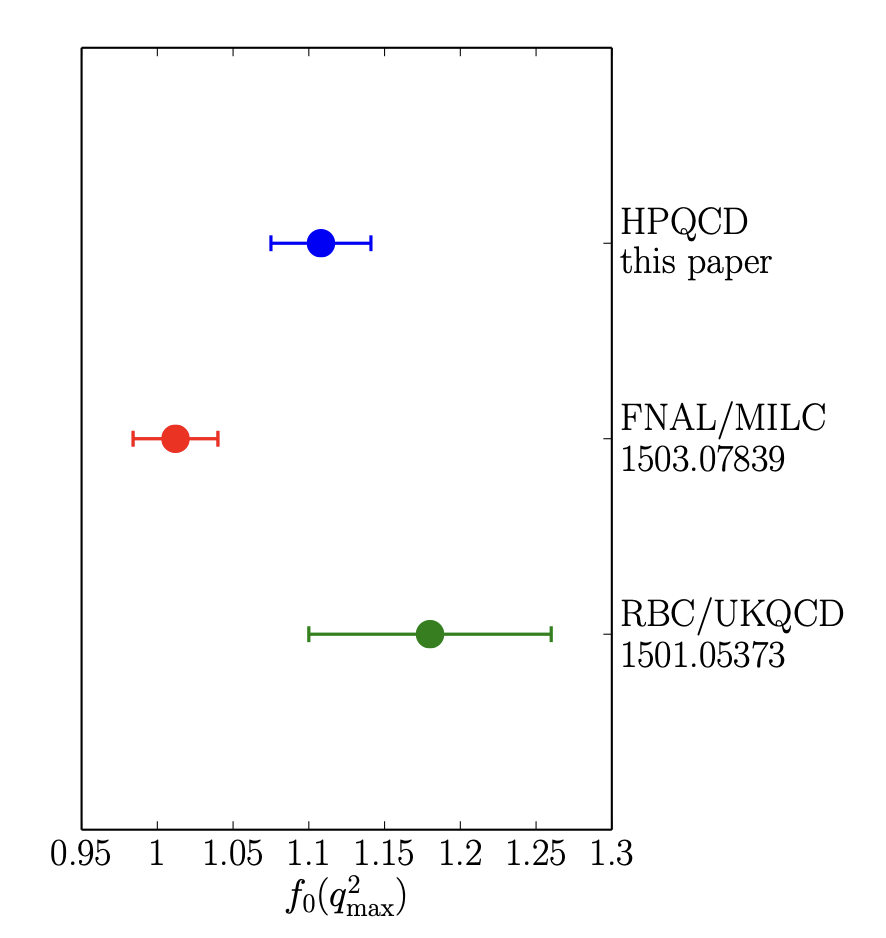 HPQCD
this paper
FNAL/MILC
1503.07839
RBC/UKQCD
1501.05373
0.95 1 1.05 1.1 1.15 1.2 1.25 1.3
f₀(q²max)